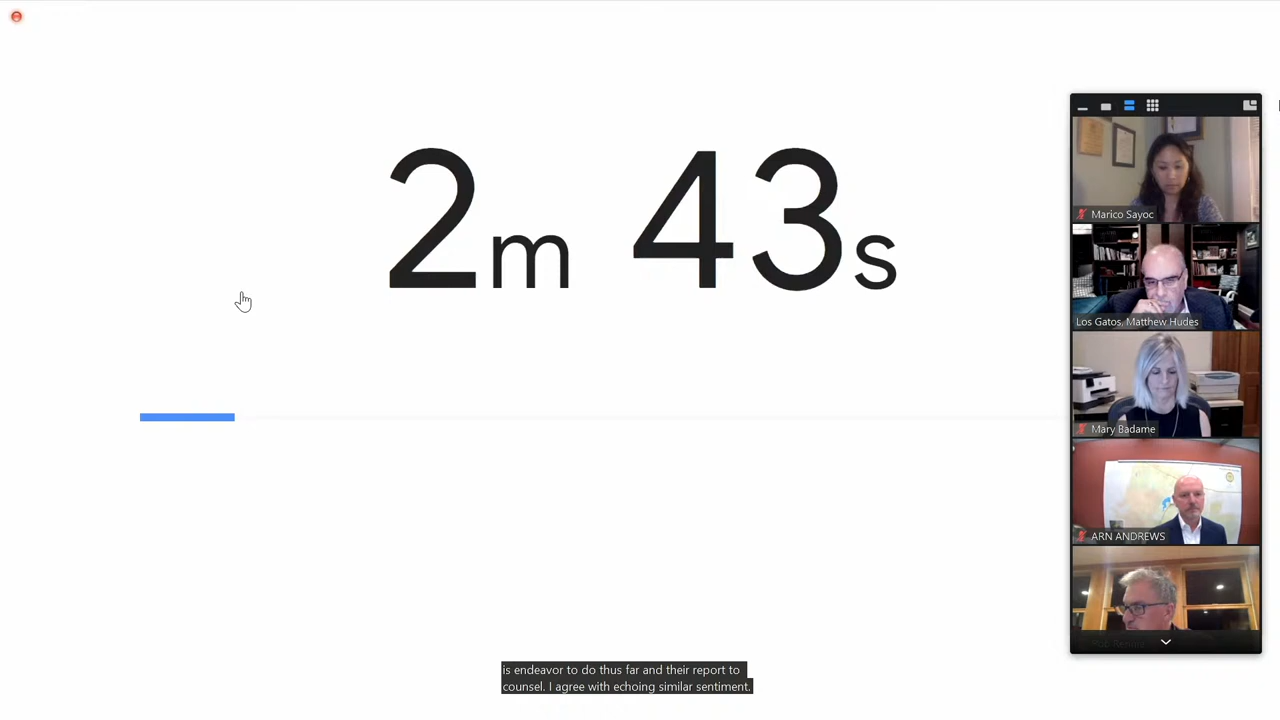 2m 43s
Marico Sayoc
Los Gatos, Matthew Hudes
Mary Badame
ARN ANDREWS
is endeavor to do thus far and their report to
counsel. I agree with echoing similar sentiment.